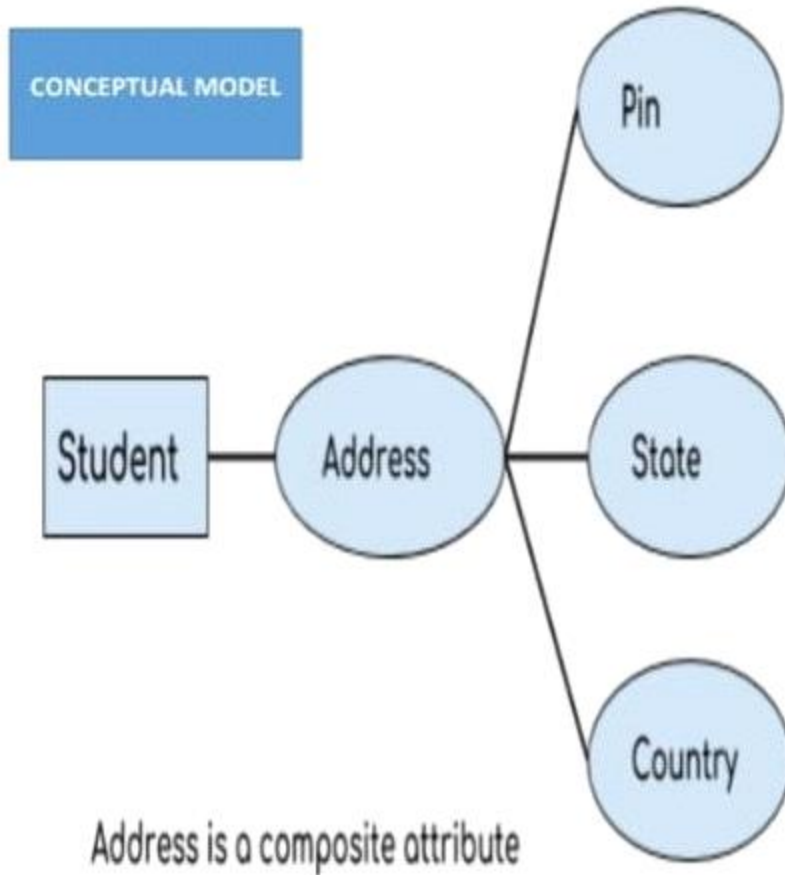 CONCEPTUAL MODEL
Pin
Student
Address
State
Country
Address is a composite attribute